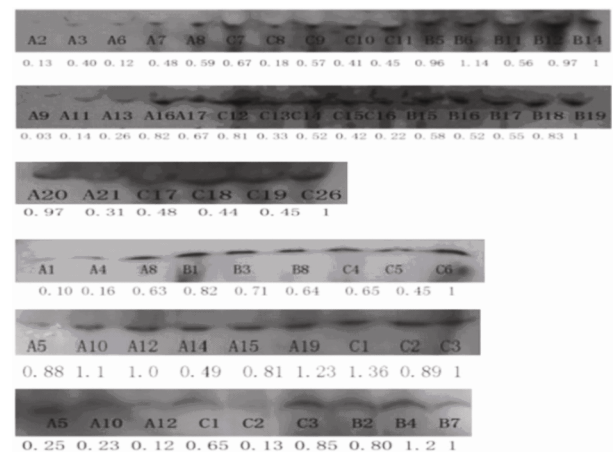 A2 A3 A6 A7 A8 C7 C8 C9 C10 C11 B5 B6 B11 B12 B14
0.13 0.40 0.12 0.48 0.59 0.67 0.18 0.57 0.41 0.45 0.96 1.14 0.56 0.97 1
A9 A11 A13 A16 A17 C12 C13 C14 C15 C16 B15 B16 B17 B18 B19
0.03 0.14 0.26 0.82 0.67 0.81 0.33 0.52 0.42 0.22 0.58 0.52 0.55 0.83 1
A20 A21 C17 C18 C19 C26
0.97 0.31 0.48 0.44 0.45 1
A1 A4 A8 B1 B3 B8 C4 C5 C6
0.10 0.16 0.63 0.82 0.71 0.64 0.65 0.45 1
A5 A10 A12 A14 A15 A19 C1 C2 C3
0.88 1.1 1.0 0.49 0.81 1.23 1.36 0.89 1
A5 A10 A12 C1 C2 C3 B2 B4 B7
0.25 0.23 0.12 0.65 0.13 0.85 0.80 1.2 1